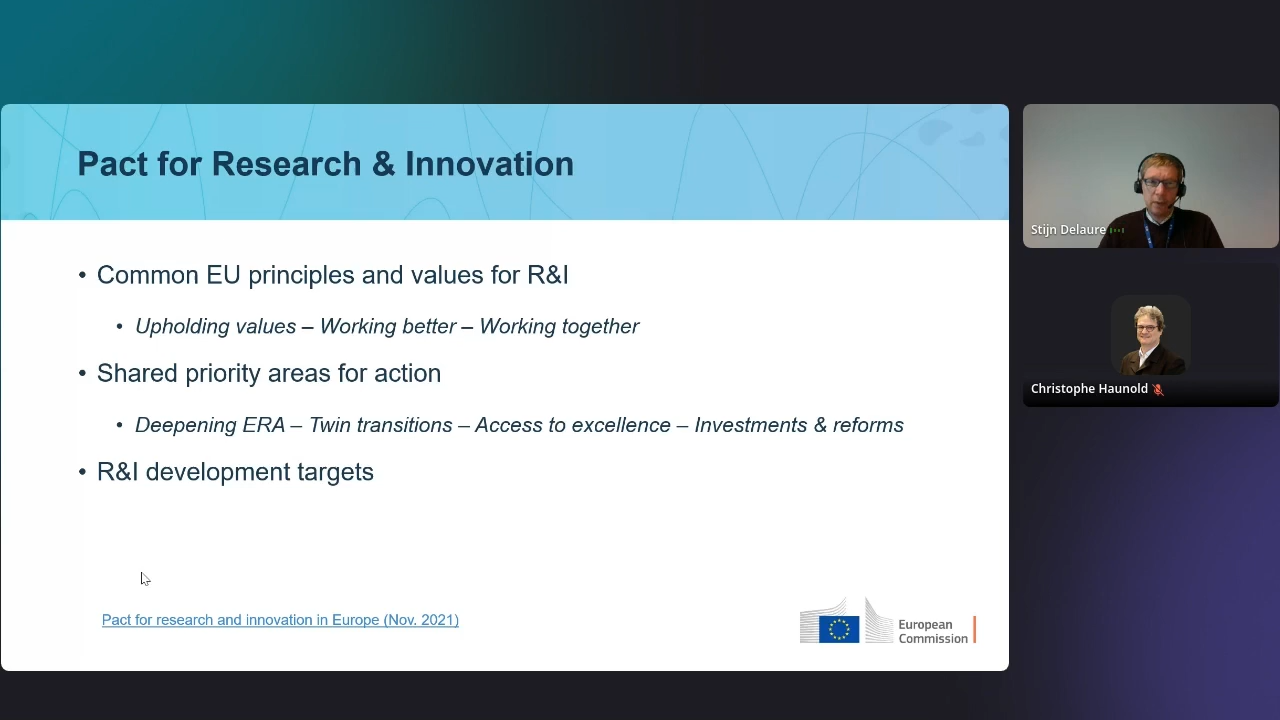 Pact for Research & Innovation
• Common EU principles and values for R&I
• Upholding values – Working better – Working together
• Shared priority areas for action
• Deepening ERA – Twin transitions – Access to excellence – Investments & reforms
• R&I development targets
Pact for research and innovation in Europe (Nov. 2021)
European
Commission
Stijn Delaure
Christophe Haunold